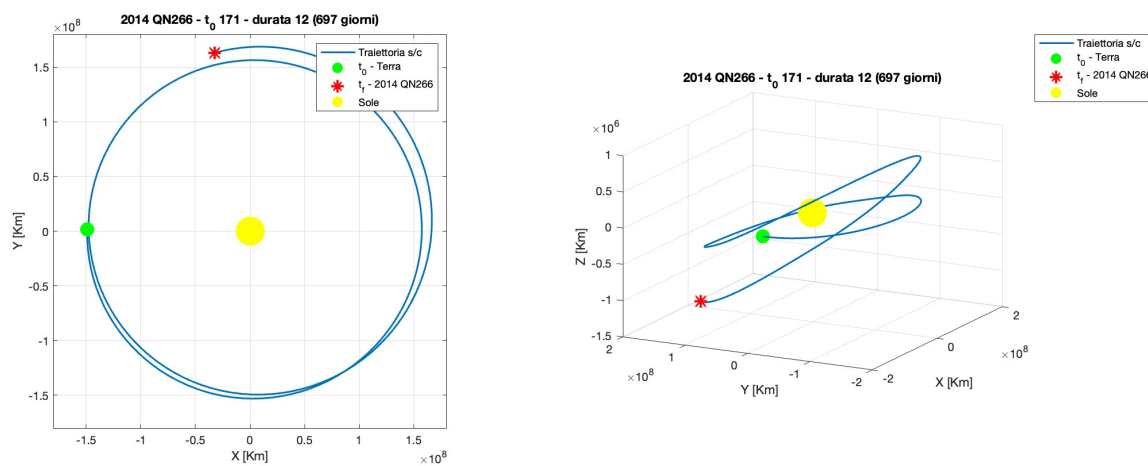 2014 QN266 - t0 171 - durata 12 (697 giorni)
×10^8
Traiettoria s/c
t0 - Terra
tf - 2014 QN266
Sole
1.5
1
0.5
0
-0.5
-1
-1.5
Y [Km]
-1.5 -1 -0.5 0 0.5 1 1.5
X [Km]
×10^8
Traiettoria s/c
t0 - Terra
tf - 2014 QN266
Sole
2014 QN266 - t0 171 - durata 12 (697 giorni)
×10^6
1
0.5
0
-0.5
-1
-1.5
Z [Km]
2 1 0 -1 -2
×10^8
Y [Km]
-2 0 2
×10^8
X [Km]